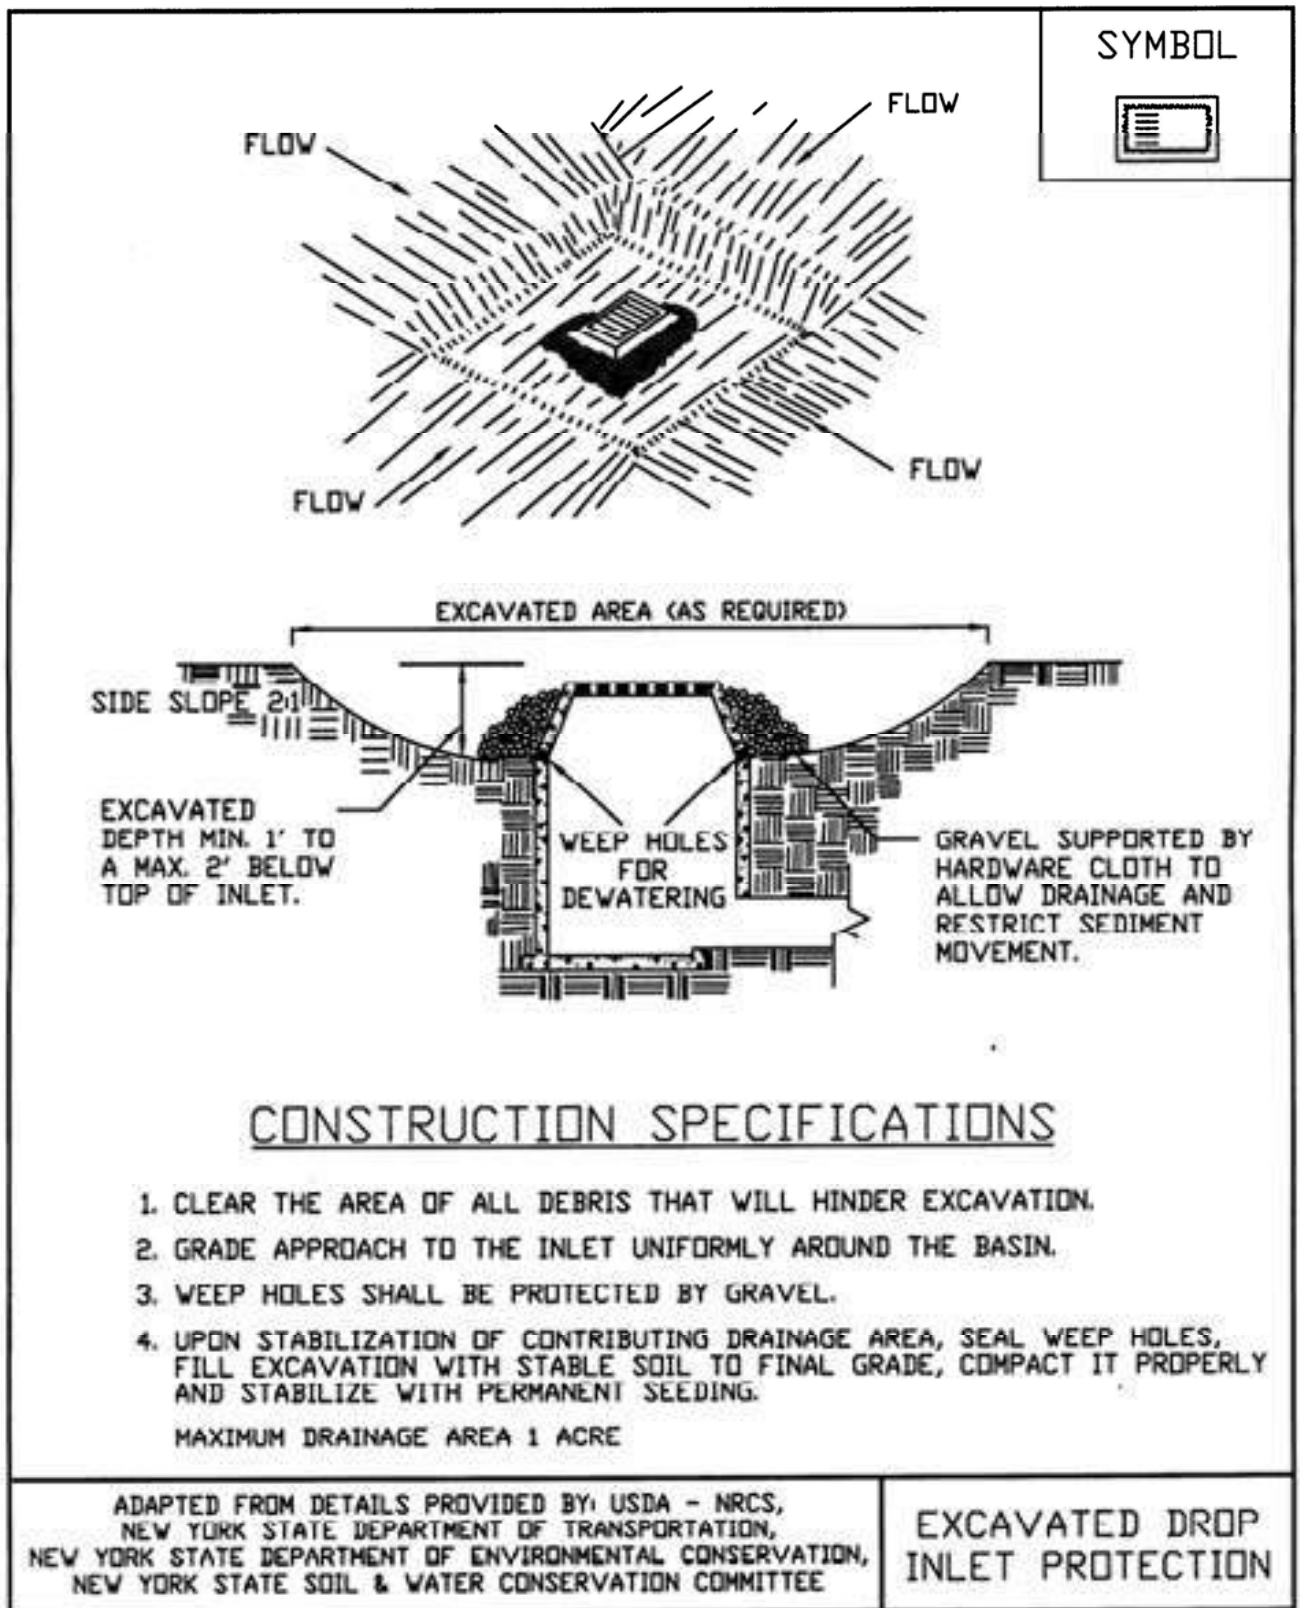 SYMBOL
FLOW
FLOW
FLOW
FLOW
EXCAVATED AREA (AS REQUIRED)
SIDE SLOPE 2:1
EXCAVATED
DEPTH MIN. 1' TO
A MAX. 2' BELOW
TOP OF INLET.
WEEP HOLES
FOR
DEWATERING
GRAVEL SUPPORTED BY
HARDWARE CLOTH TO
ALLOW DRAINAGE AND
RESTRICT SEDIMENT
MOVEMENT.
CONSTRUCTION SPECIFICATIONS
1. CLEAR THE AREA OF ALL DEBRIS THAT WILL HINDER EXCAVATION.
2. GRADE APPROACH TO THE INLET UNIFORMLY AROUND THE BASIN.
3. WEEP HOLES SHALL BE PROTECTED BY GRAVEL.
4. UPON STABILIZATION OF CONTRIBUTING DRAINAGE AREA, SEAL WEEP HOLES,
FILL EXCAVATION WITH STABLE SOIL TO FINAL GRADE, COMPACT IT PROPERLY
AND STABILIZE WITH PERMANENT SEEDING.
MAXIMUM DRAINAGE AREA 1 ACRE
ADAPTED FROM DETAILS PROVIDED BY: USDA - NRCS,
NEW YORK STATE DEPARTMENT OF TRANSPORTATION,
NEW YORK STATE DEPARTMENT OF ENVIRONMENTAL CONSERVATION,
NEW YORK STATE SOIL & WATER CONSERVATION COMMITTEE
EXCAVATED DROP
INLET PROTECTION